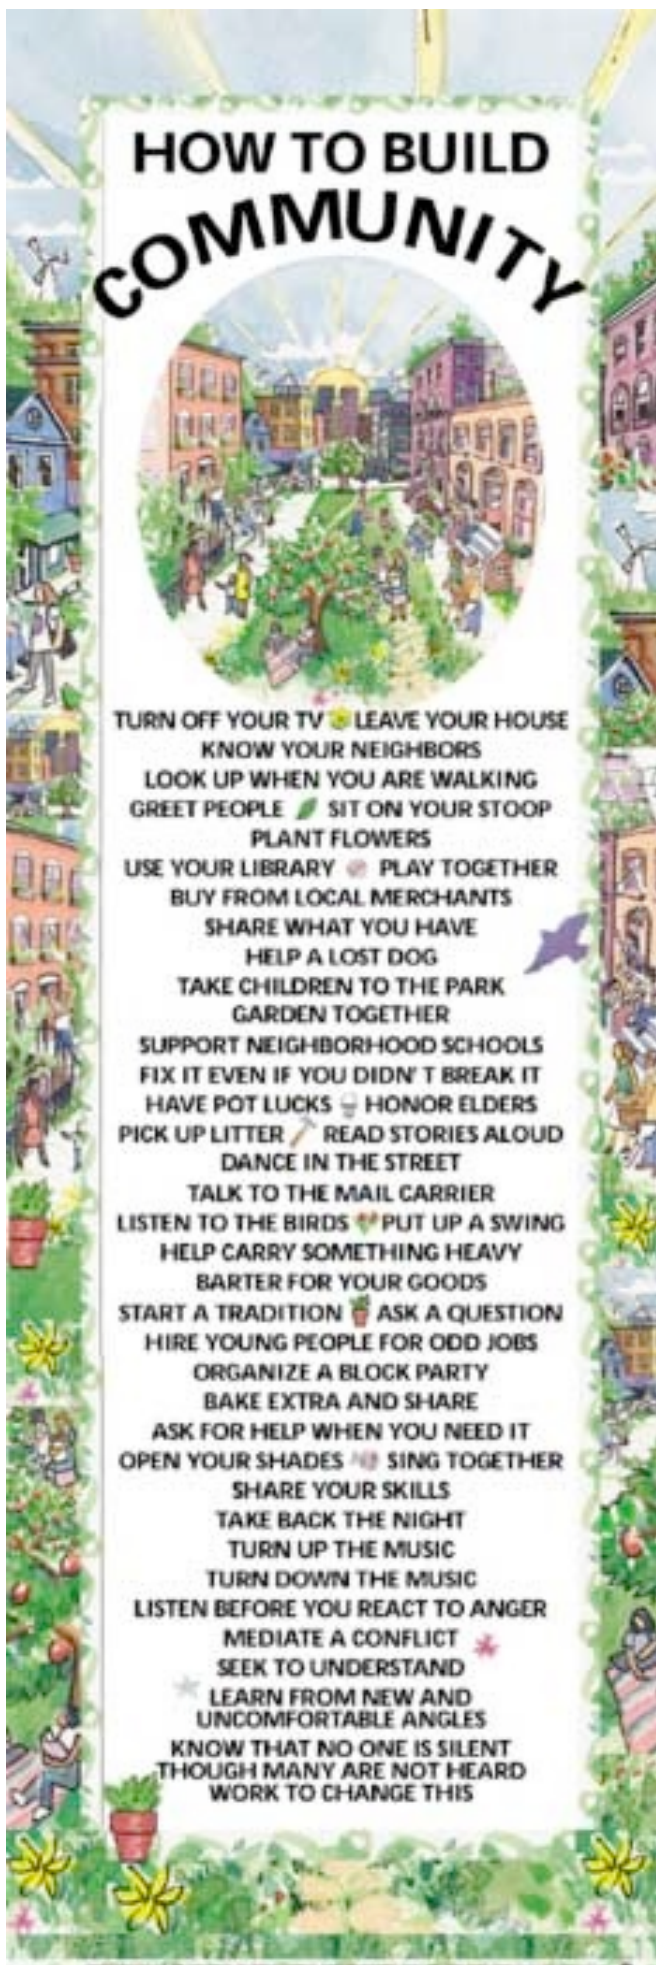 HOW TO BUILD
COMMUNITY
TURN OFF YOUR TV LEAVE YOUR HOUSE
KNOW YOUR NEIGHBORS
LOOK UP WHEN YOU ARE WALKING
GREET PEOPLE SIT ON YOUR STOOP
PLANT FLOWERS
USE YOUR LIBRARY PLAY TOGETHER
BUY FROM LOCAL MERCHANTS
SHARE WHAT YOU HAVE
HELP A LOST DOG
TAKE CHILDREN TO THE PARK
GARDEN TOGETHER
SUPPORT NEIGHBORHOOD SCHOOLS
FIX IT EVEN IF YOU DIDN'T BREAK IT
HAVE POT LUCKS HONOR ELDERS
PICK UP LITTER READ STORIES ALOUD
DANCE IN THE STREET
TALK TO THE MAIL CARRIER
LISTEN TO THE BIRDS PUT UP A SWING
HELP CARRY SOMETHING HEAVY
BARTER FOR YOUR GOODS
START A TRADITION ASK A QUESTION
HIRE YOUNG PEOPLE FOR ODD JOBS
ORGANIZE A BLOCK PARTY
BAKE EXTRA AND SHARE
ASK FOR HELP WHEN YOU NEED IT
OPEN YOUR SHADES SING TOGETHER
SHARE YOUR SKILLS
TAKE BACK THE NIGHT
TURN UP THE MUSIC
TURN DOWN THE MUSIC
LISTEN BEFORE YOU REACT TO ANGER
MEDIATE A CONFLICT
SEEK TO UNDERSTAND
LEARN FROM NEW AND
UNCOMFORTABLE ANGLES
KNOW THAT NO ONE IS SILENT
THOUGH MANY ARE NOT HEARD
WORK TO CHANGE THIS